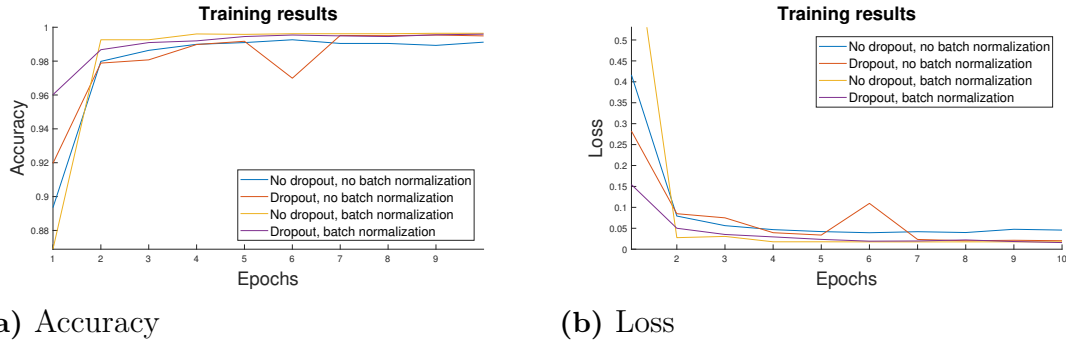 Training results
1
0.98
0.96
0.94
0.92
0.9
0.88
Accuracy
No dropout, no batch normalization
Dropout, no batch normalization
No dropout, batch normalization
Dropout, batch normalization
1 2 3 4 5 6 7 8 9
Epochs
a) Accuracy
Training results
0.5
0.45
0.4
0.35
0.3
0.25
0.2
0.15
0.1
0.05
0
Loss
No dropout, no batch normalization
Dropout, no batch normalization
No dropout, batch normalization
Dropout, batch normalization
1 2 3 4 5 6 7 8 9 10
Epochs
(b) Loss